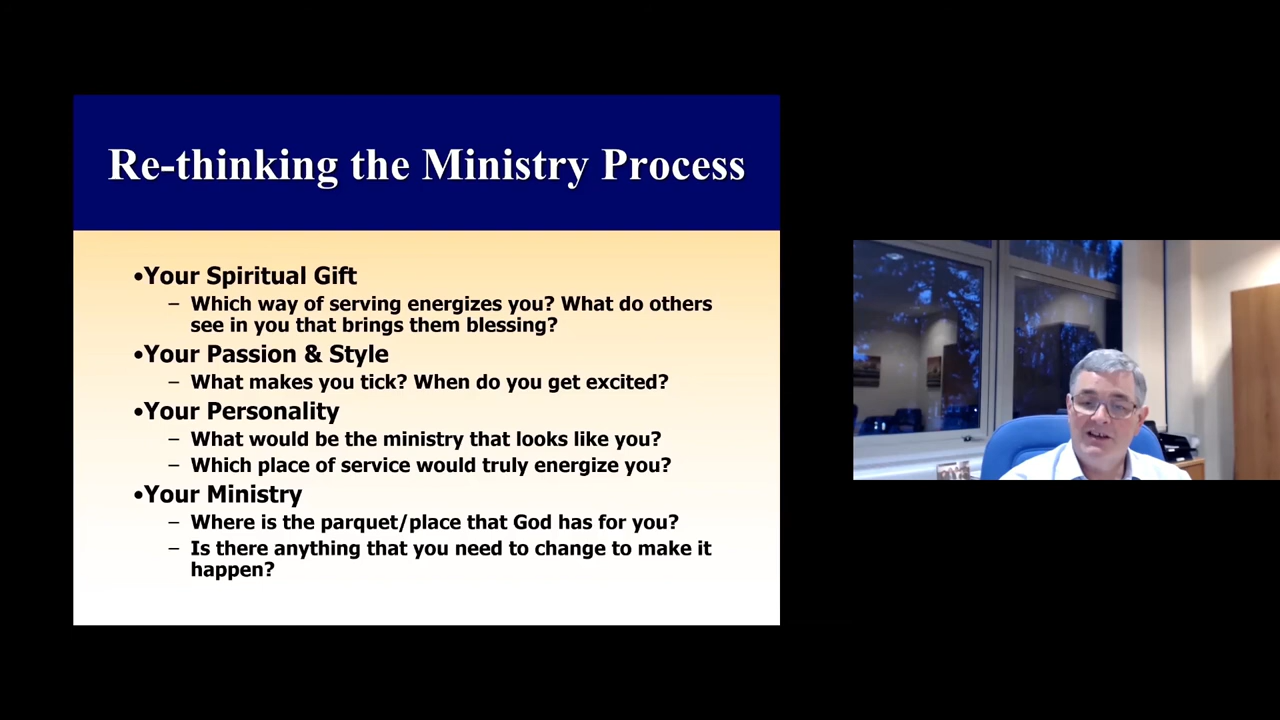 Re-thinking the Ministry Process
•Your Spiritual Gift
– Which way of serving energizes you? What do others
see in you that brings them blessing?
•Your Passion & Style
– What makes you tick? When do you get excited?
•Your Personality
– What would be the ministry that looks like you?
– Which place of service would truly energize you?
•Your Ministry
– Where is the parquet/place that God has for you?
– Is there anything that you need to change to make it
happen?